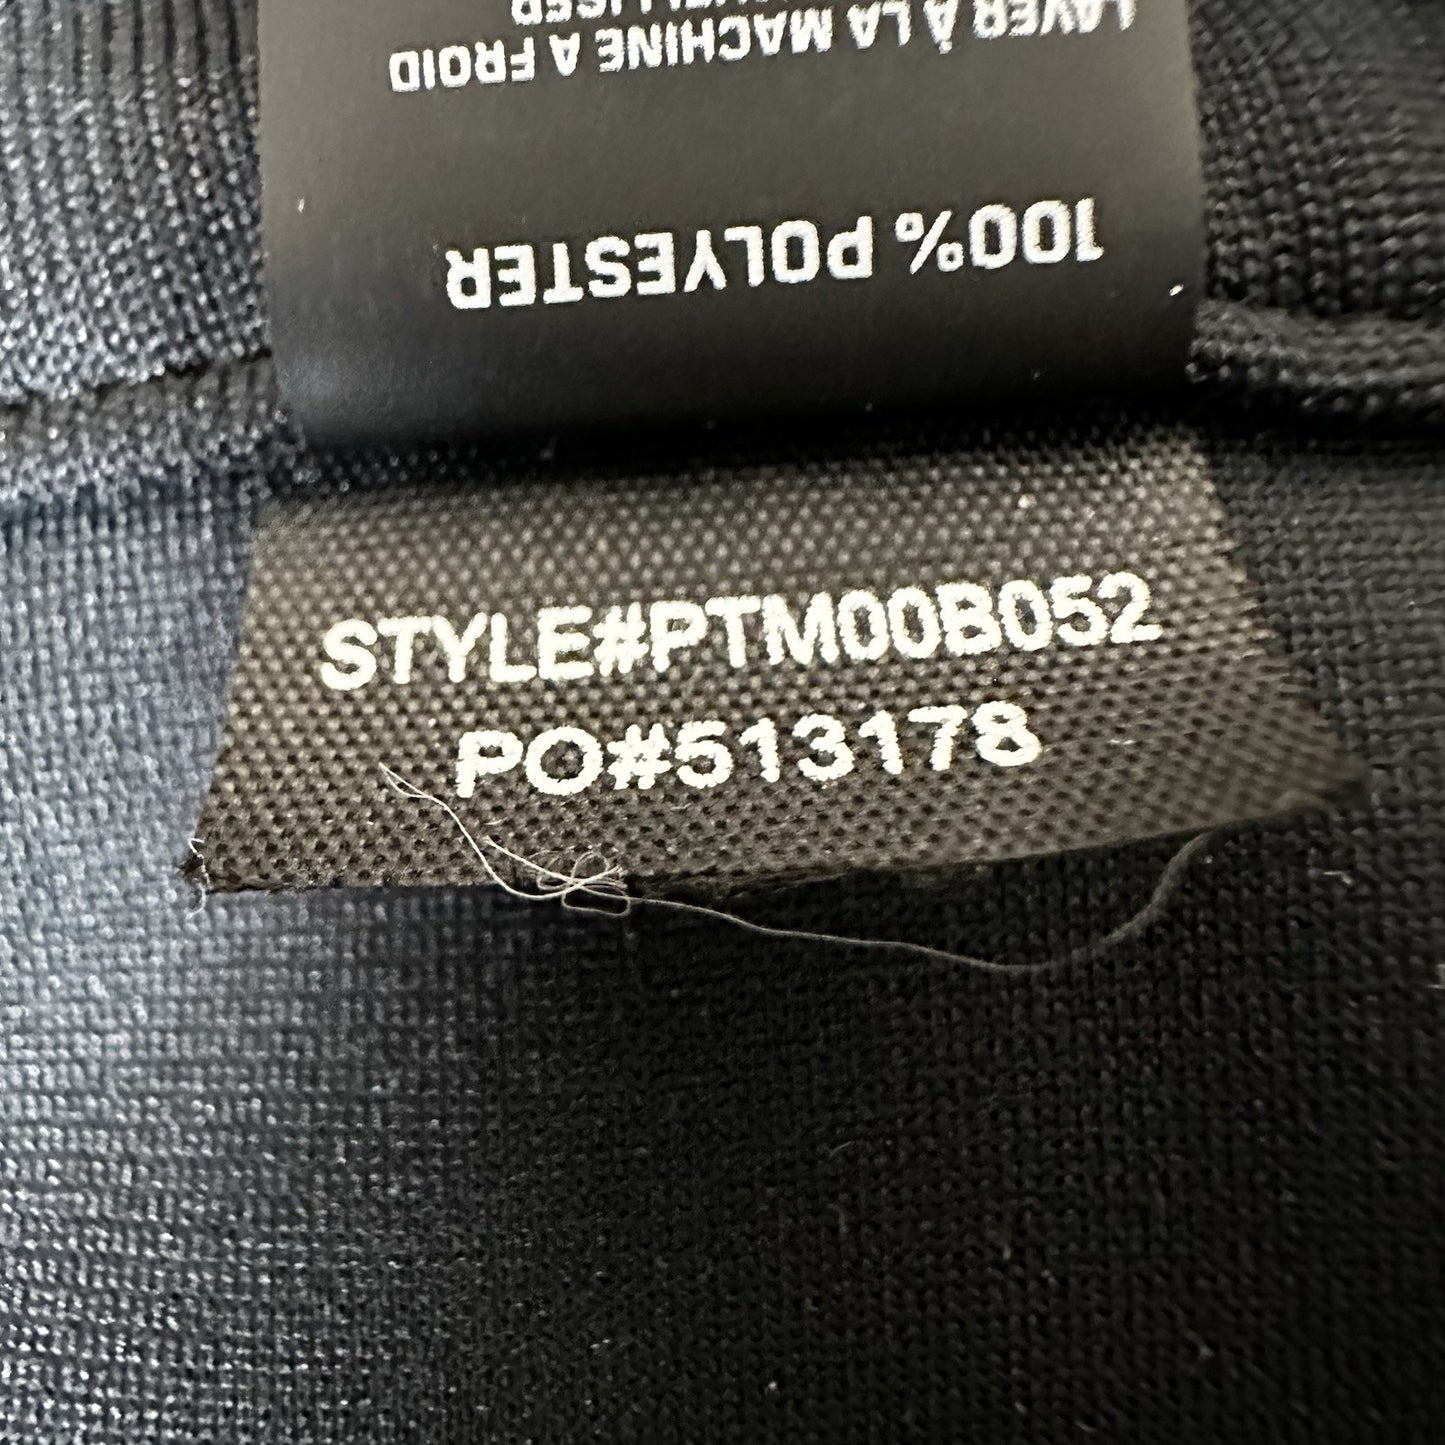 STYLE#PTM00B052
PO#513178
100% POLYESTER
LAVER À LA MACHINE A FROID